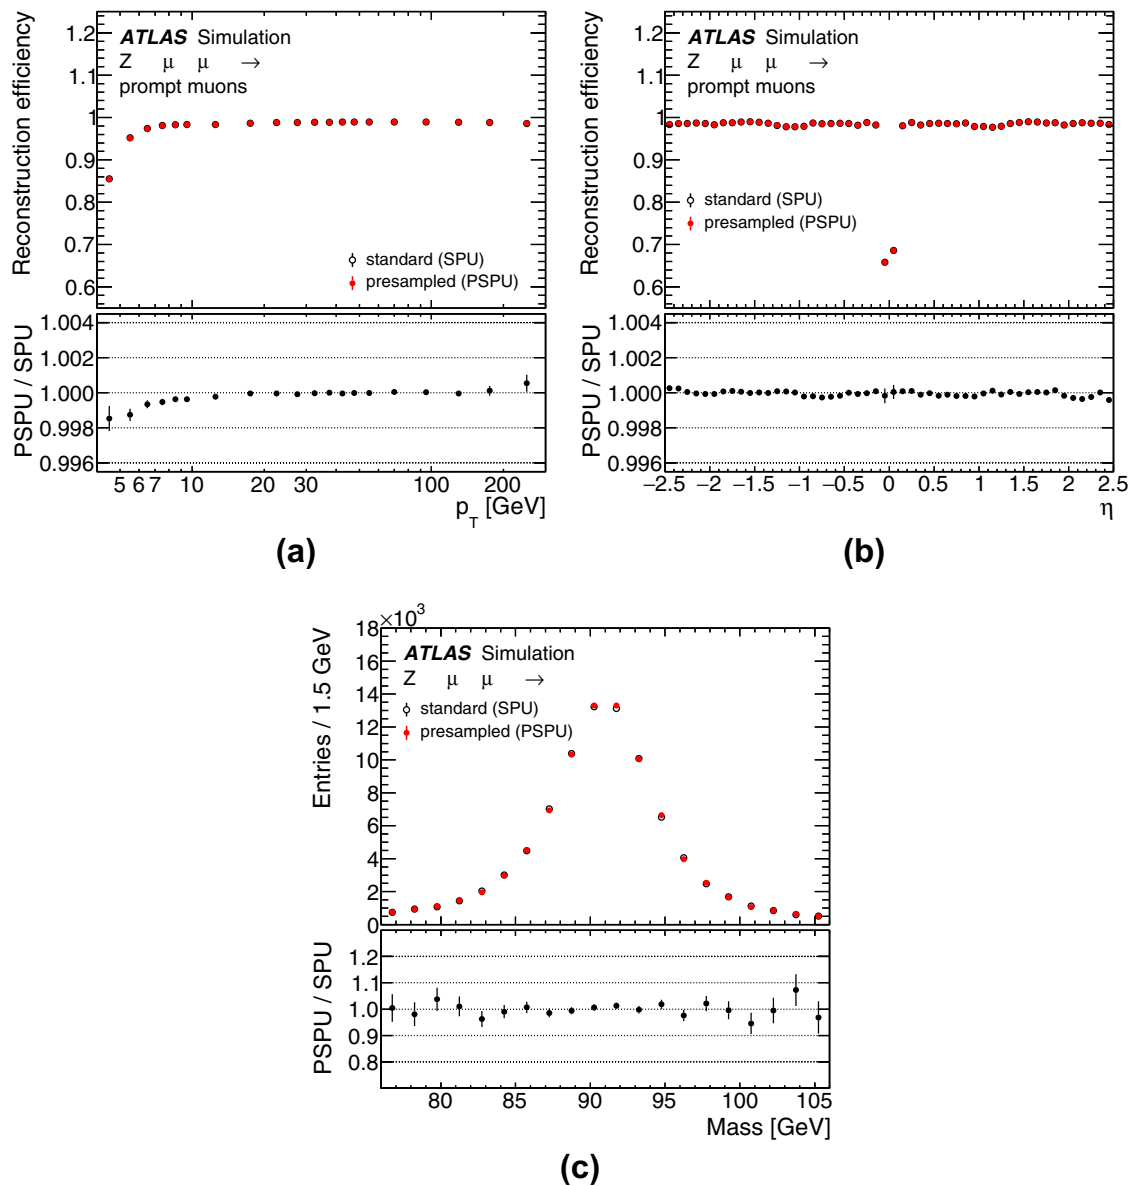 1.2
1.1
1
0.9
0.8
0.7
0.6
Reconstruction efficiency
ATLAS Simulation
Z μ μ →
prompt muons
standard (SPU)
presampled (PSPU)
1.004
1.002
1.000
0.998
0.996
PSPU / SPU
5 6 7 10 20 30 100 200
p_T [GeV]
(a)
1.2
1.1
1
0.9
0.8
0.7
0.6
Reconstruction efficiency
ATLAS Simulation
Z μ μ →
prompt muons
standard (SPU)
presampled (PSPU)
1.004
1.002
1.000
0.998
0.996
PSPU / SPU
−2.5 −2 −1.5 −1 −0.5 0 0.5 1 1.5 2 2.5
η
(b)
×10³
18
16
14
12
10
8
6
4
2
0
Entries / 1.5 GeV
ATLAS Simulation
Z μ μ →
standard (SPU)
presampled (PSPU)
1.2
1.1
1.0
0.9
0.8
PSPU / SPU
80 85 90 95 100 105
Mass [GeV]
(c)